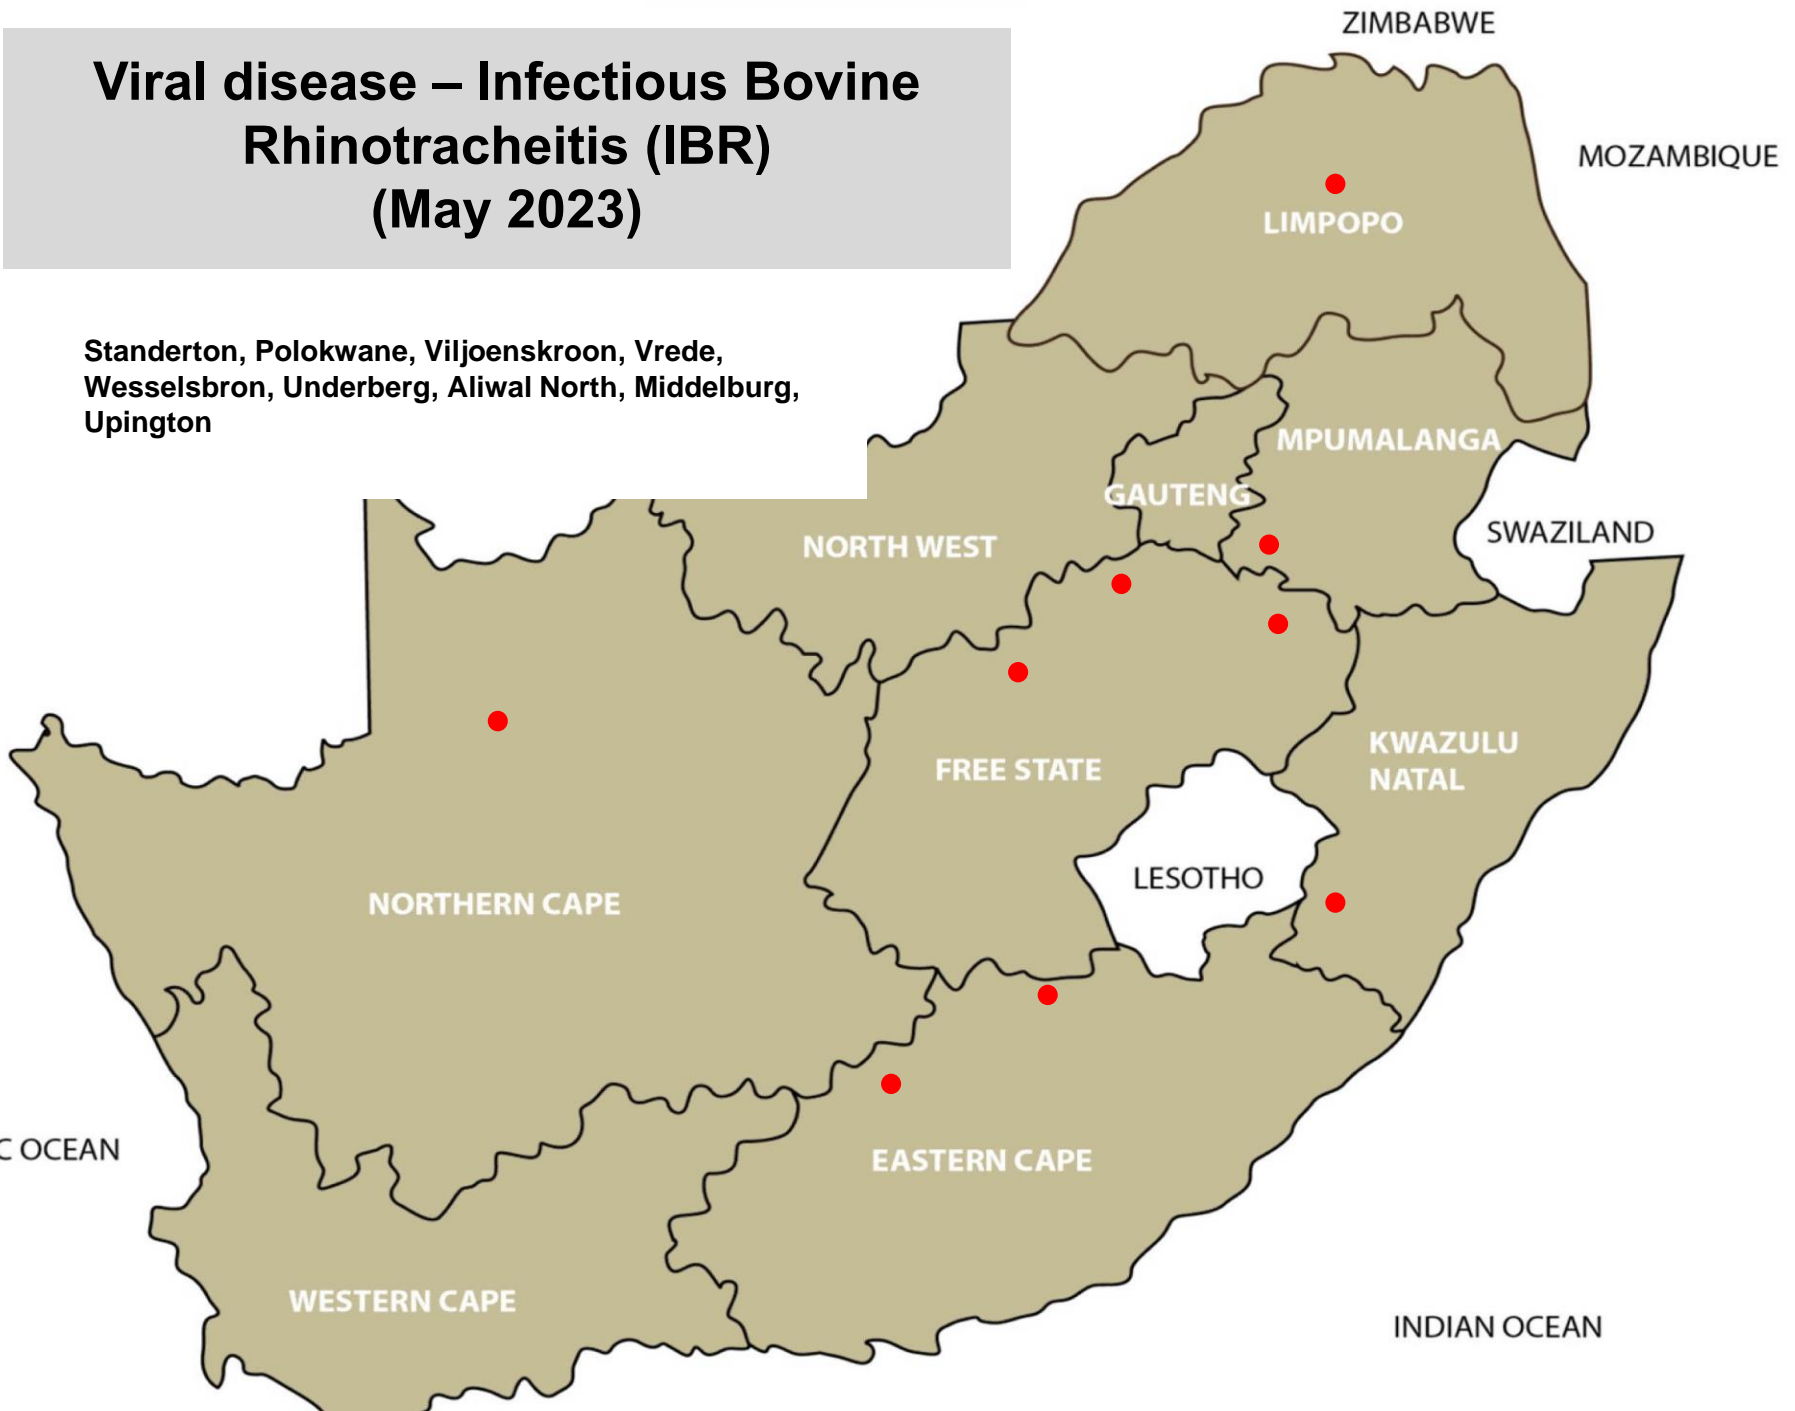 Viral disease – Infectious Bovine
Rhinotracheitis (IBR)
(May 2023)
Standerton, Polokwane, Viljoenskroon, Vrede,
Wesselsbron, Underberg, Aliwal North, Middelburg,
Upington
ZIMBABWE
MOZAMBIQUE
LIMPOPO
MPUMALANGA
GAUTENG
SWAZILAND
NORTH WEST
KWAZULU
NATAL
FREE STATE
LESOTHO
NORTHERN CAPE
C OCEAN
EASTERN CAPE
WESTERN CAPE
INDIAN OCEAN